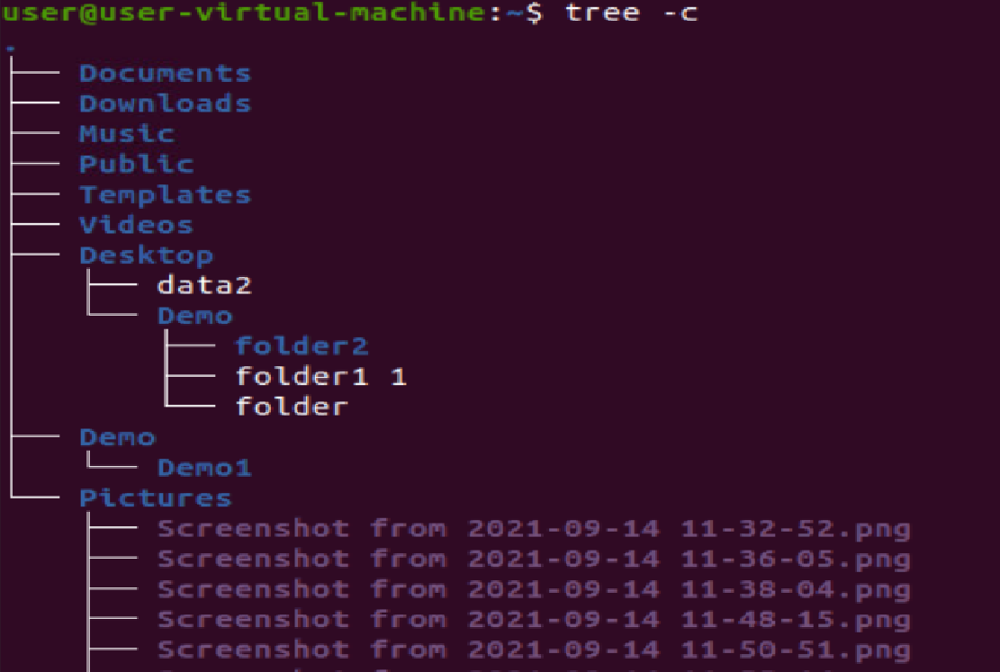 user@user-virtual-machine:~$ tree -c
.
├── Documents
├── Downloads
├── Music
├── Public
├── Templates
├── Videos
├── Desktop
│   ├── data2
│   └── Demo
│       ├── folder2
│       ├── folder1 1
│       └── folder
├── Demo
│   └── Demo1
└── Pictures
    ├── Screenshot from 2021-09-14 11-32-52.png
    ├── Screenshot from 2021-09-14 11-36-05.png
    ├── Screenshot from 2021-09-14 11-38-04.png
    ├── Screenshot from 2021-09-14 11-48-15.png
    ├── Screenshot from 2021-09-14 11-50-51.png